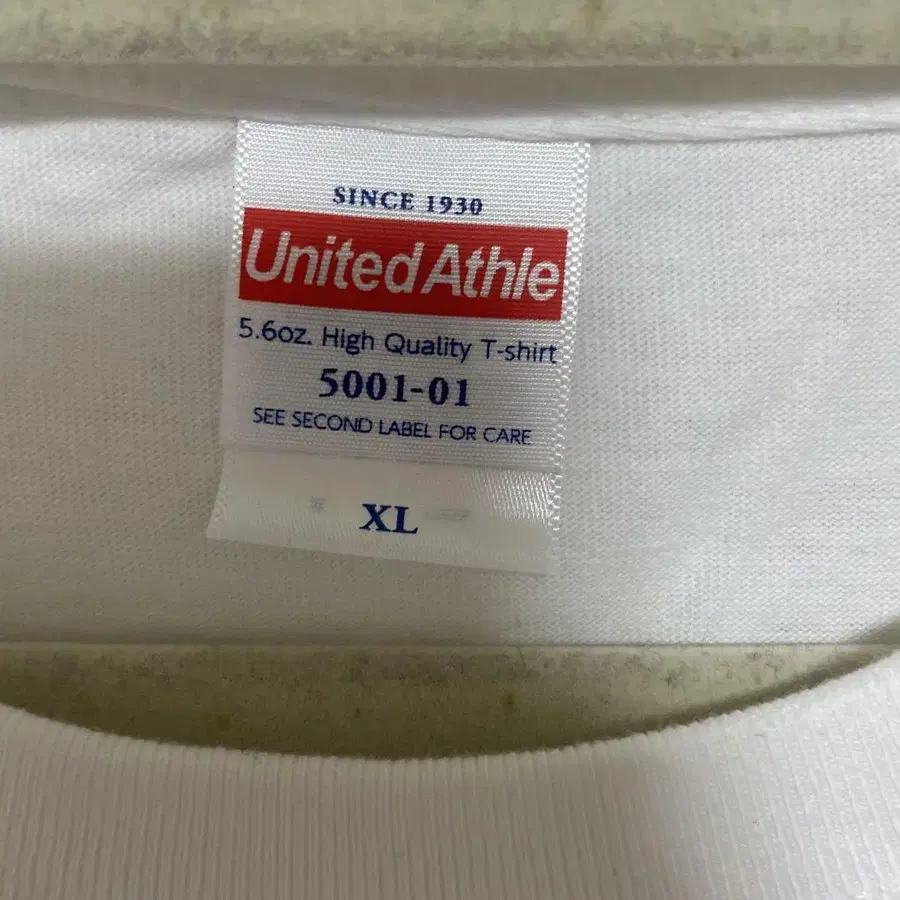 SINCE 1930
United Athle
5.6oz. High Quality T-shirt
5001-01
SEE SECOND LABEL FOR CARE
XL